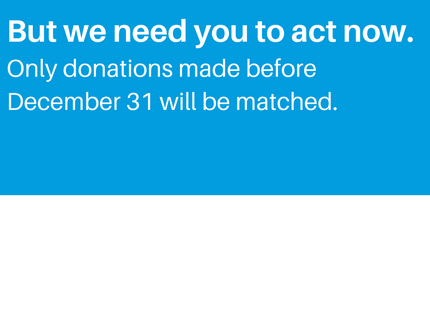 But we need you to act now.
Only donations made before
December 31 will be matched.